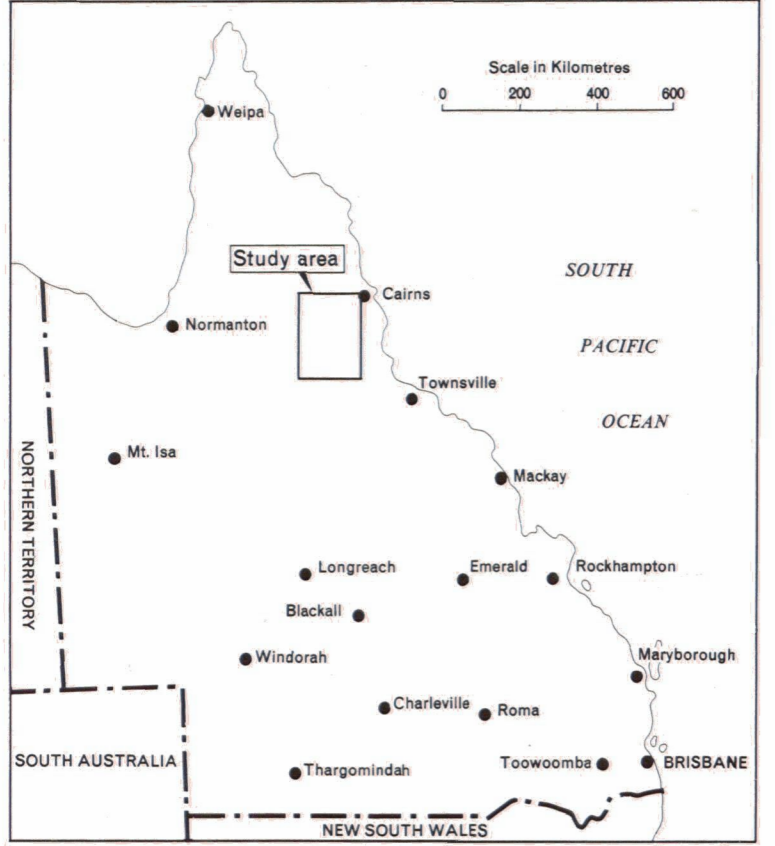 Scale in Kilometres
0 200 400 600
Weipa
Study area
SOUTH
Cairns
Normanton
PACIFIC
Townsville
OCEAN
Mt. Isa
NORTHERN TERRITORY
Mackay
Longreach
Emerald
Rockhampton
Blackall
Windorah
Maryborough
Charleville
Roma
SOUTH AUSTRALIA
Thargomindah
Toowoomba
BRISBANE
NEW SOUTH WALES